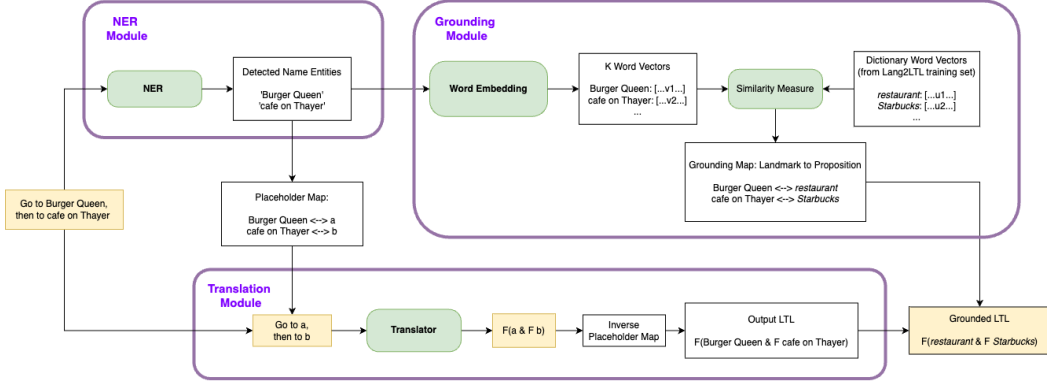 NER
Module
NER
Detected Name Entities
'Burger Queen'
'cafe on Thayer'
Grounding
Module
Word Embedding
K Word Vectors
Burger Queen: [...v1...]
cafe on Thayer: [...v2...]
...
Similarity Measure
Dictionary Word Vectors
(from Lang2LTL training set)
restaurant: [...u1...]
Starbucks: [...u2...]
...
Grounding Map: Landmark to Proposition
Burger Queen <--> restaurant
cafe on Thayer <--> Starbucks
Go to Burger Queen,
then to cafe on Thayer
Placeholder Map:
Burger Queen <--> a
cafe on Thayer <--> b
Translation
Module
Go to a,
then to b
Translator
F(a & F b)
Inverse
Placeholder Map
Output LTL
F(Burger Queen & F cafe on Thayer)
Grounded LTL
F(restaurant & F Starbucks)